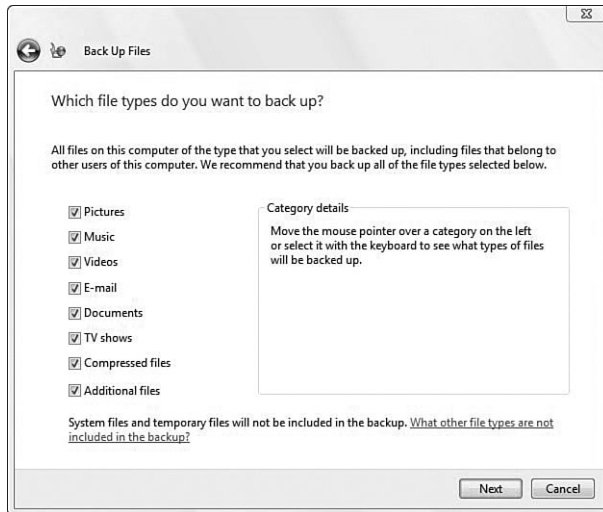 Back Up Files
Which file types do you want to back up?
All files on this computer of the type that you select will be backed up, including files that belong to
other users of this computer. We recommend that you back up all of the file types selected below.
Pictures
Music
Videos
E-mail
Documents
TV shows
Compressed files
Additional files
Category details
Move the mouse pointer over a category on the left
or select it with the keyboard to see what types of files
will be backed up.
System files and temporary files will not be included in the backup. What other file types are not
included in the backup?
Next
Cancel